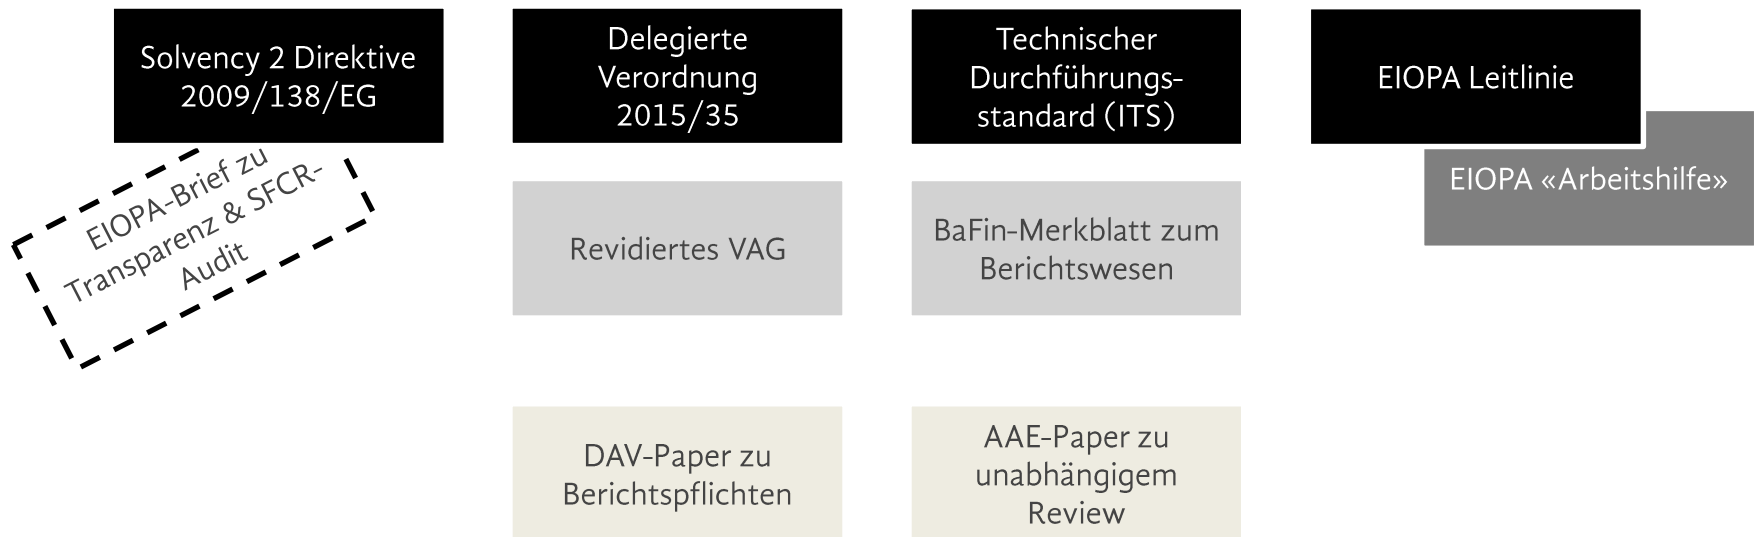 Solvency 2 Direktive
2009/138/EG
Delegierte
Verordnung
2015/35
Technischer
Durchführungs-
standard (ITS)
EIOPA Leitlinie
EIOPA «Arbeitshilfe»
EIOPA-Brief zu
Transparenz & SFCR-
Audit
Revidiertes VAG
BaFin-Merkblatt zum
Berichtswesen
DAV-Paper zu
Berichtspflichten
AAE-Paper zu
unabhängigem
Review